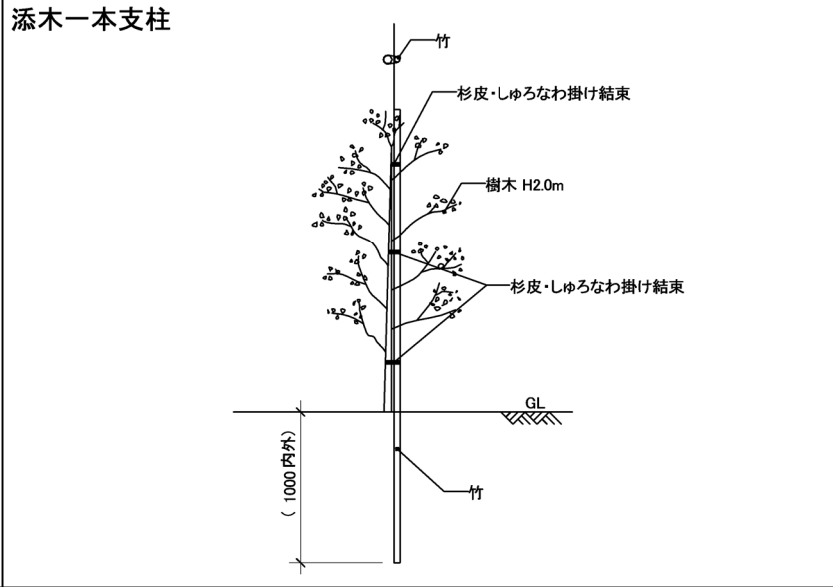 添木一本支柱
竹
杉皮・しゅろなわ掛け結束
樹木 H2.0m
杉皮・しゅろなわ掛け結束
GL
（1000内外）
竹